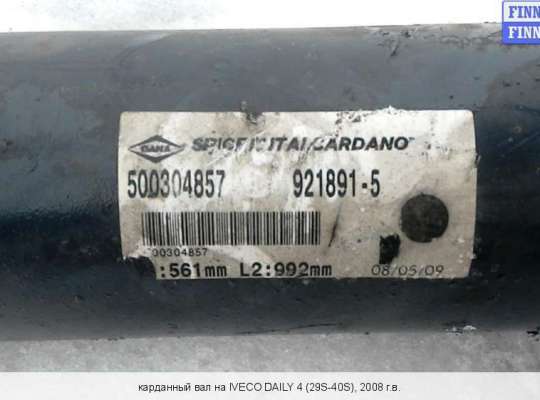 FINN
FINN
DANA SPICER ITALCARDANO
500304857 921891-5
00304857
:561mm L2:992mm 08/05/09
карданный вал на IVECO DAILY 4 (29S-40S), 2008 г.в.